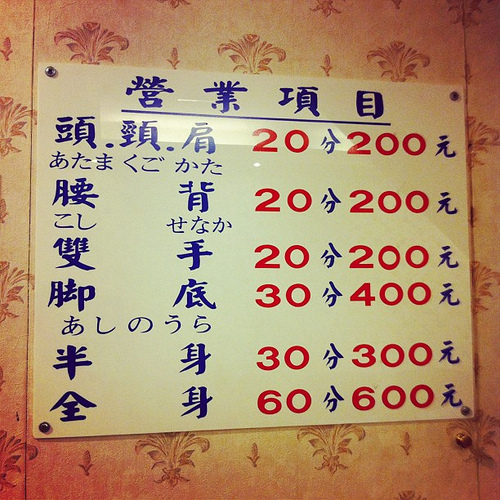 營業項目
頭.頸.肩 20分200元
あたまくごかた
腰背 20分200元
こし せなか
雙手 20分200元
脚底 30分400元
あしのうら
半身 30分300元
全身 60分600元